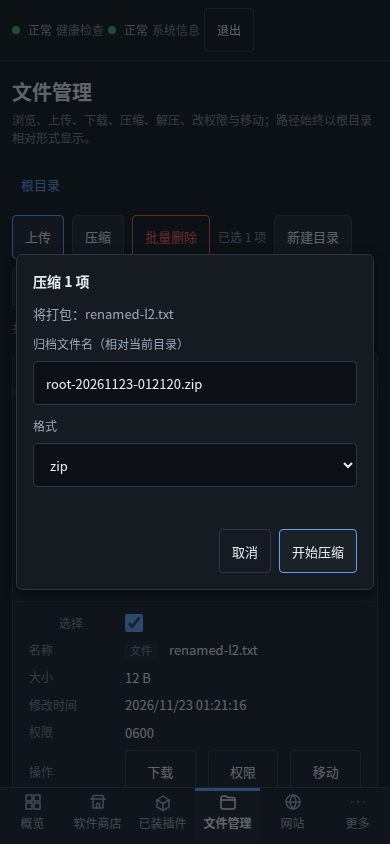 正常 健康检查 正常 系统信息 退出
文件管理
浏览、上传、下载、压缩、解压、改权限与移动；路径始终以根目录
相对形式显示。
根目录
上传 压缩 批量删除 已选 1 项 新建目录
压缩 1 项
将打包：renamed-l2.txt
归档文件名（相对当前目录）
root-20261123-012120.zip
格式
zip
取消 开始压缩
选择
名称 文件 renamed-l2.txt
大小 12 B
修改时间 2026/11/23 01:21:16
权限 0600
操作 下载 权限 移动
概览 软件商店 已装插件 文件管理 网站 更多